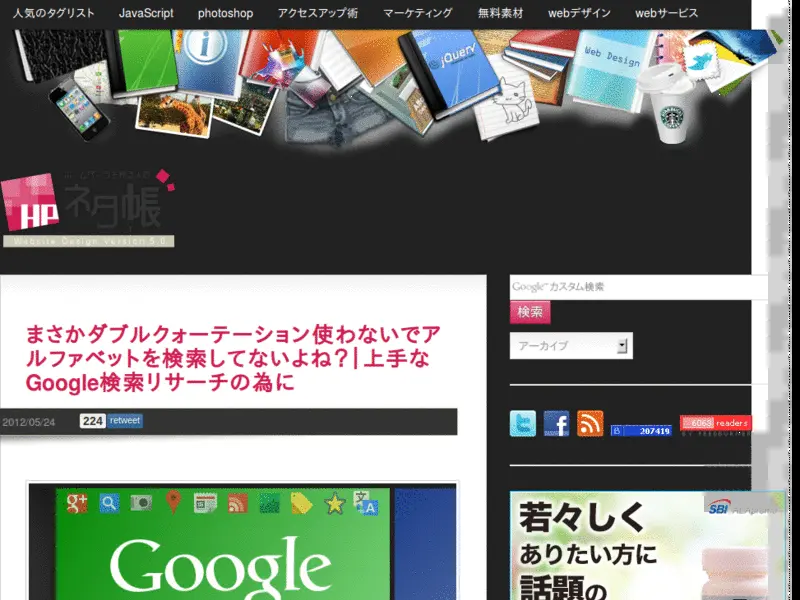 人気のタグリスト JavaScript photoshop アクセスアップ術 マーケティング 無料素材 webデザイン webサービス
jQuery
Web Design
ネタ帳
HP
Website Design Version 5.0
Google™カスタム検索
検索
アーカイブ
まさかダブルクォーテーション使わないでア
ルファベットを検索してないよね?| 上手な
Google検索リサーチの為に
2012/05/24 224 retweet
B 207419
6063 readers
Google
SBI
若々しく
ありたい方に
話題の